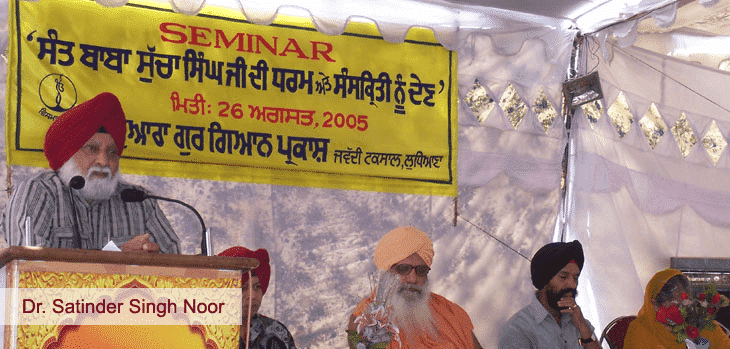 SEMINAR
‘ਸੰਤ ਬਾਬਾ ਸੁੱਚਾ ਸਿੰਘ ਜੀ ਦੀ ਧਰਮ ਅਤੇ ਸੰਸਕ੍ਰਿਤੀ ਨੂੰ ਦੇਣ’
ਮਿਤੀ: 26 ਅਗਸਤ, 2005
ਗੁਰ ਗਿਆਨ ਪ੍ਰਕਾਸ਼ ਜਵੱਦੀ ਟਕਸਾਲ, ਲੁਧਿਆਣਾ
Dr. Satinder Singh Noor